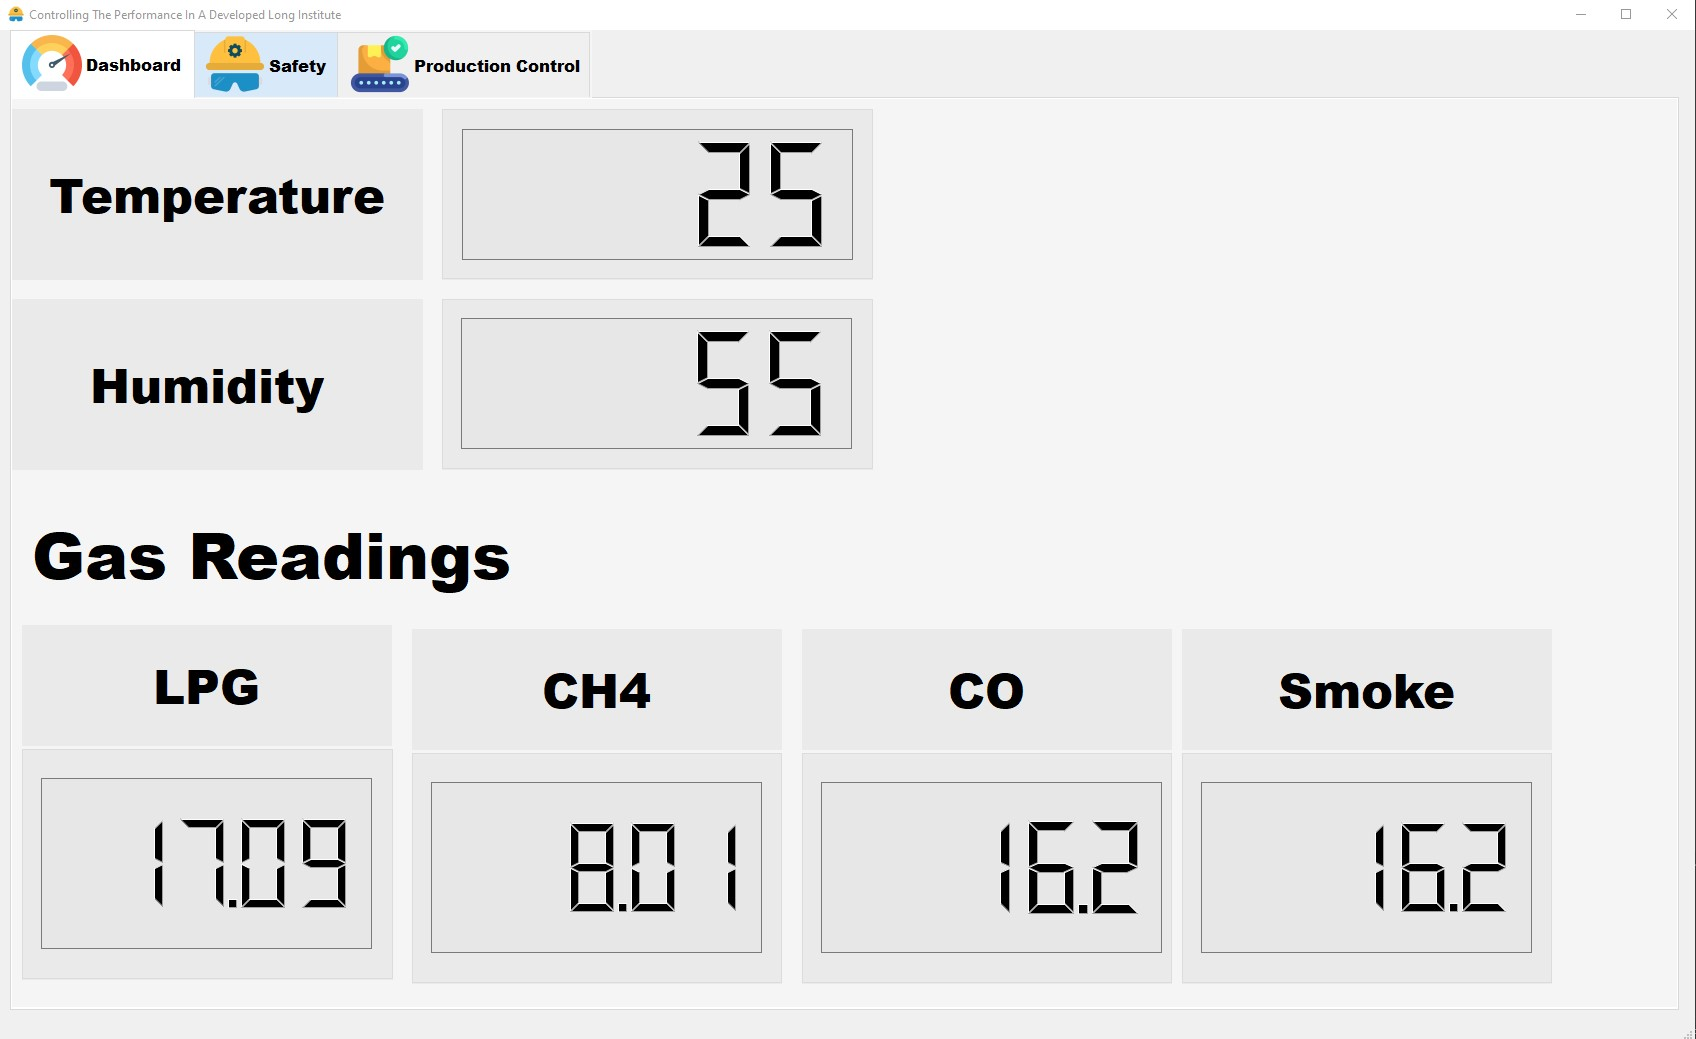 Controlling The Performance In A Developed Long Institute
Dashboard Safety Production Control
Temperature 25
Humidity 55
Gas Readings
LPG CH4 CO Smoke
17.09 8.01 16.2 16.2